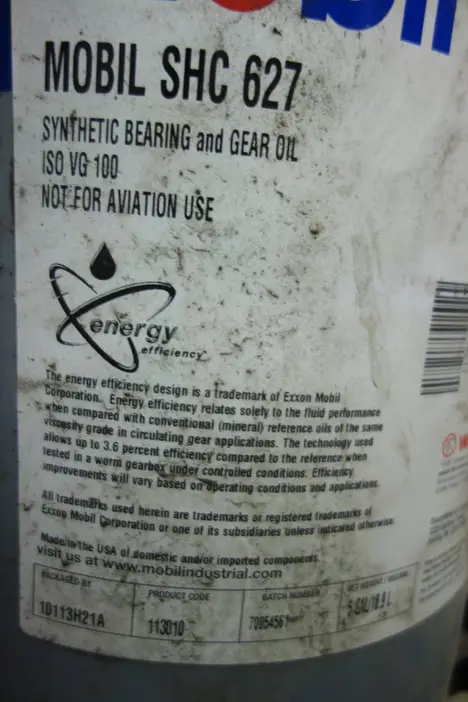 Mobil
MOBIL SHC 627
SYNTHETIC BEARING and GEAR OIL
ISO VG 100
NOT FOR AVIATION USE
energy
efficiency
The energy efficiency design is a trademark of Exxon Mobil
Corporation. Energy efficiency relates solely to the fluid performance
when compared with conventional (mineral) reference oils of the same
viscosity grade in circulating gear applications. The technology used
allows up to 3.6 percent efficiency compared to the reference when
tested in a worm gearbox under controlled conditions. Efficiency
improvements will vary based on operating conditions and applications.
All trademarks used herein are trademarks or registered trademarks of
Exxon Mobil Corporation or one of its subsidiaries unless indicated otherwise.
Made in the USA of domestic and/or imported components.
visit us at www.mobilindustrial.com
PACKAGED BY PRODUCT CODE BATCH NUMBER NET WEIGHT / VOLUME
10113H21A 113010 5 GAL/18.9 L